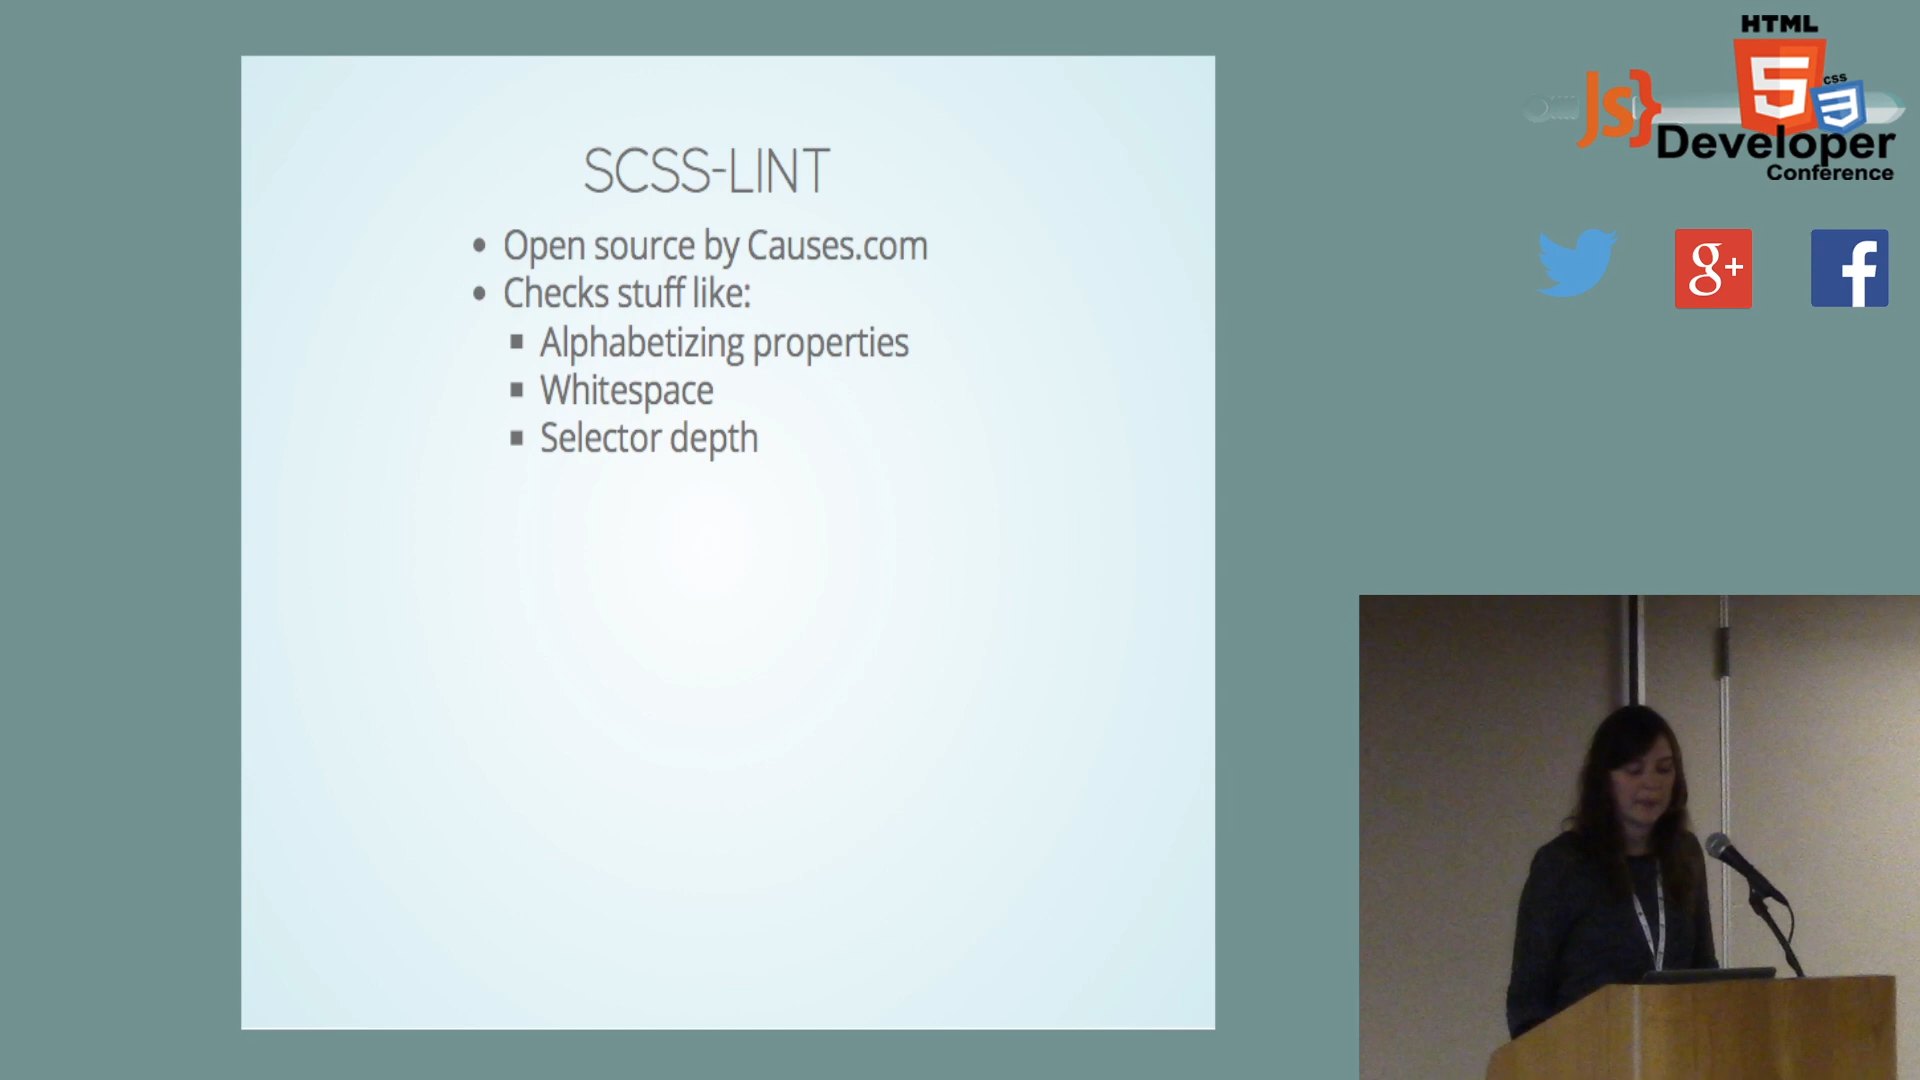 SCSS-LINT
Open source by Causes.com
Checks stuff like:
Alphabetizing properties
Whitespace
Selector depth
HTML
JS} 5 CSS 3
Developer
Conference
g+
f